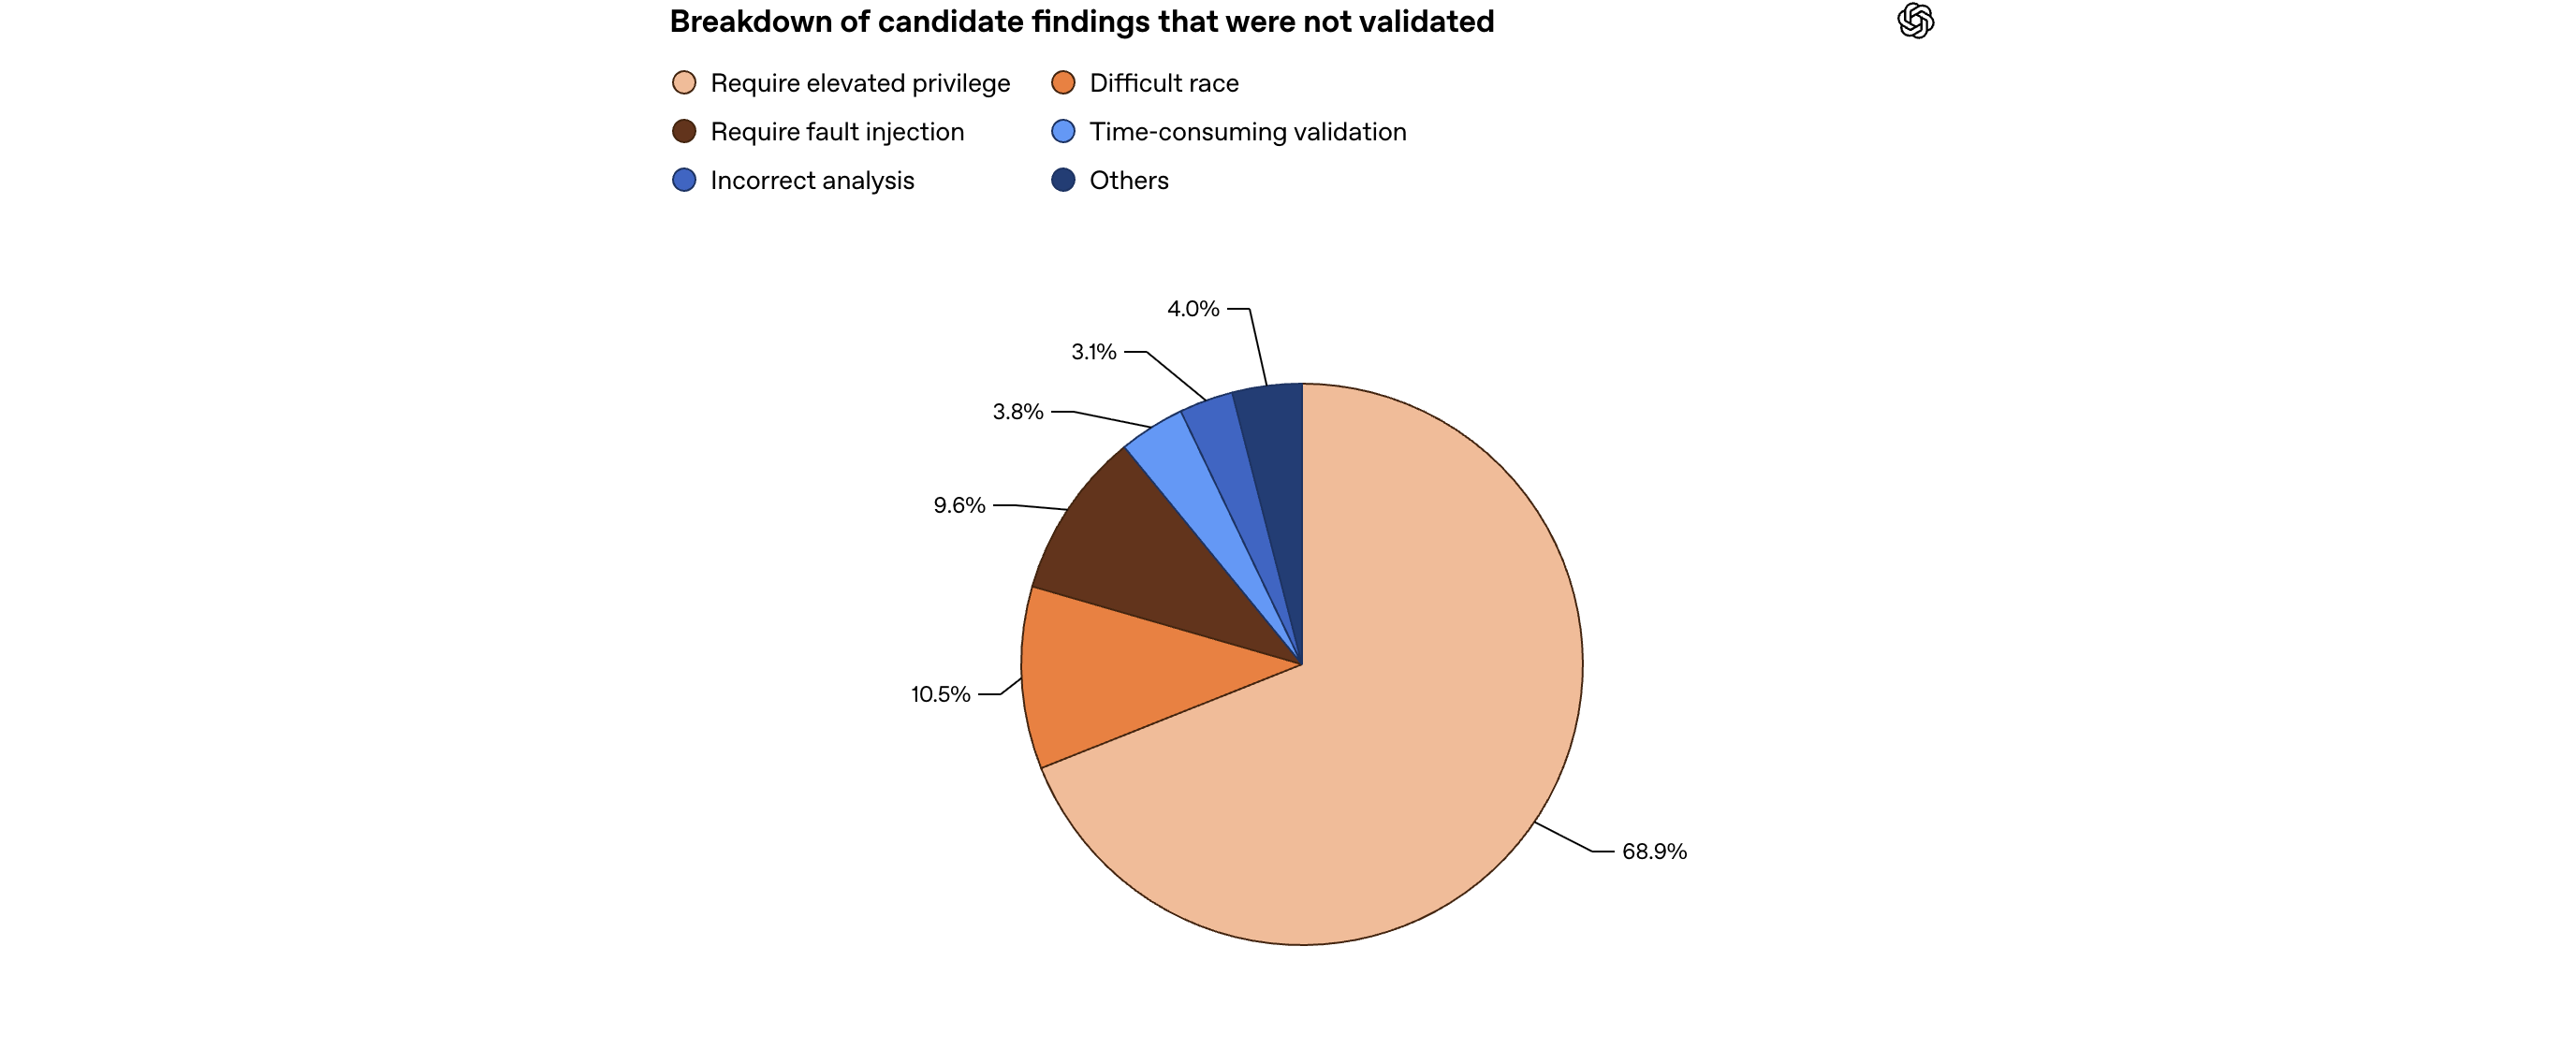 Breakdown of candidate findings that were not validated
Require elevated privilege
Difficult race
Require fault injection
Time-consuming validation
Incorrect analysis
Others
4.0%
3.1%
3.8%
9.6%
10.5%
68.9%